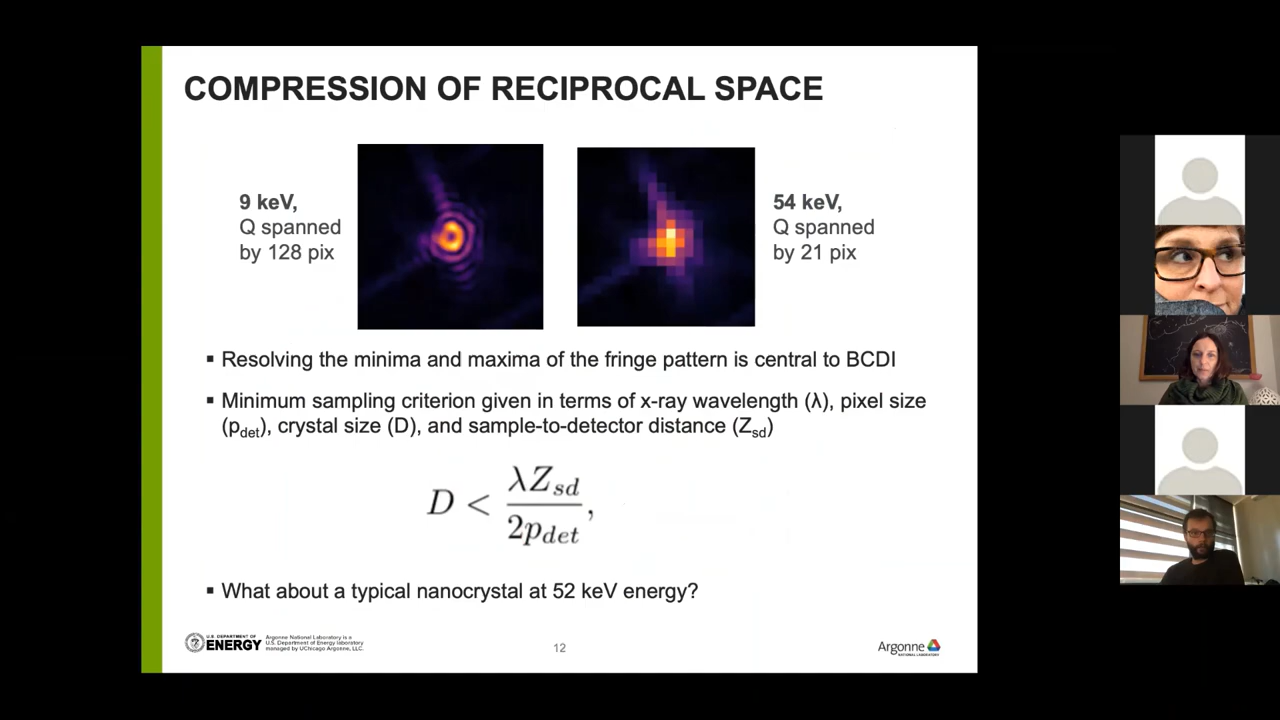 COMPRESSION OF RECIPROCAL SPACE
9 keV,
Q spanned
by 128 pix
54 keV,
Q spanned
by 21 pix
▪ Resolving the minima and maxima of the fringe pattern is central to BCDI
▪ Minimum sampling criterion given in terms of x-ray wavelength (λ), pixel size
(p_det), crystal size (D), and sample-to-detector distance (Z_sd)
D < λZ_sd / 2p_det,
▪ What about a typical nanocrystal at 52 keV energy?
U.S. DEPARTMENT OF
ENERGY
Argonne National Laboratory is a
U.S. Department of Energy laboratory
managed by UChicago Argonne, LLC.
12
Argonne
NATIONAL LABORATORY